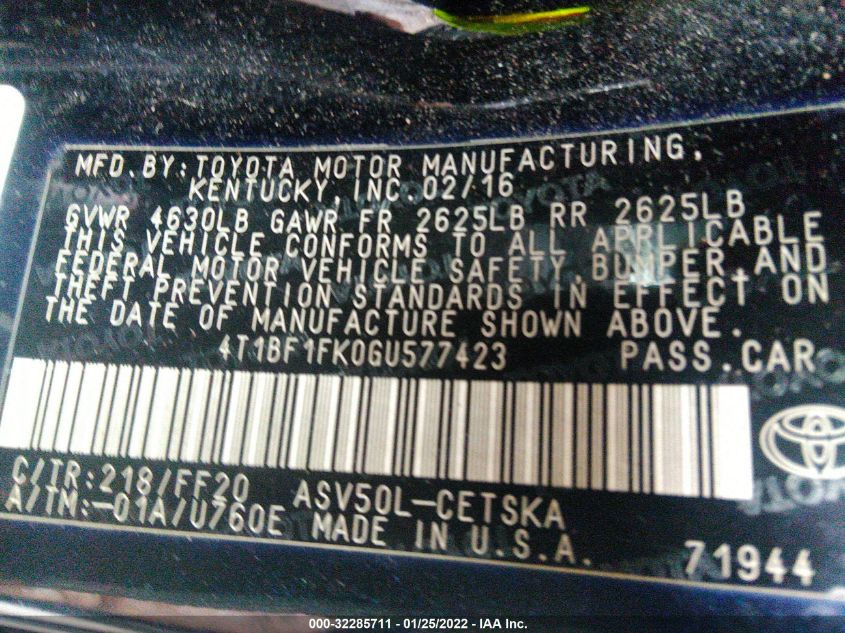 MFD.BY:TOYOTA MOTOR MANUFACTURING,
KENTUCKY, INC. 02/16
GVWR 4630LB GAWR FR 2625LB RR 2625LB
THIS VEHICLE CONFORMS TO ALL APPLICABLE
FEDERAL MOTOR VEHICLE SAFETY, BUMPER, AND
THEFT PREVENTION STANDARDS IN EFFECT ON
THE DATE OF MANUFACTURE SHOWN ABOVE.
4T1BF1FK0GU577423 PASS.CAR
C/TR:218/FF20 ASV50L-CETSKA
A/TM:-01A/U760E MADE IN U.S.A.
71944
000-32285711 - 01/25/2022 - IAA Inc.